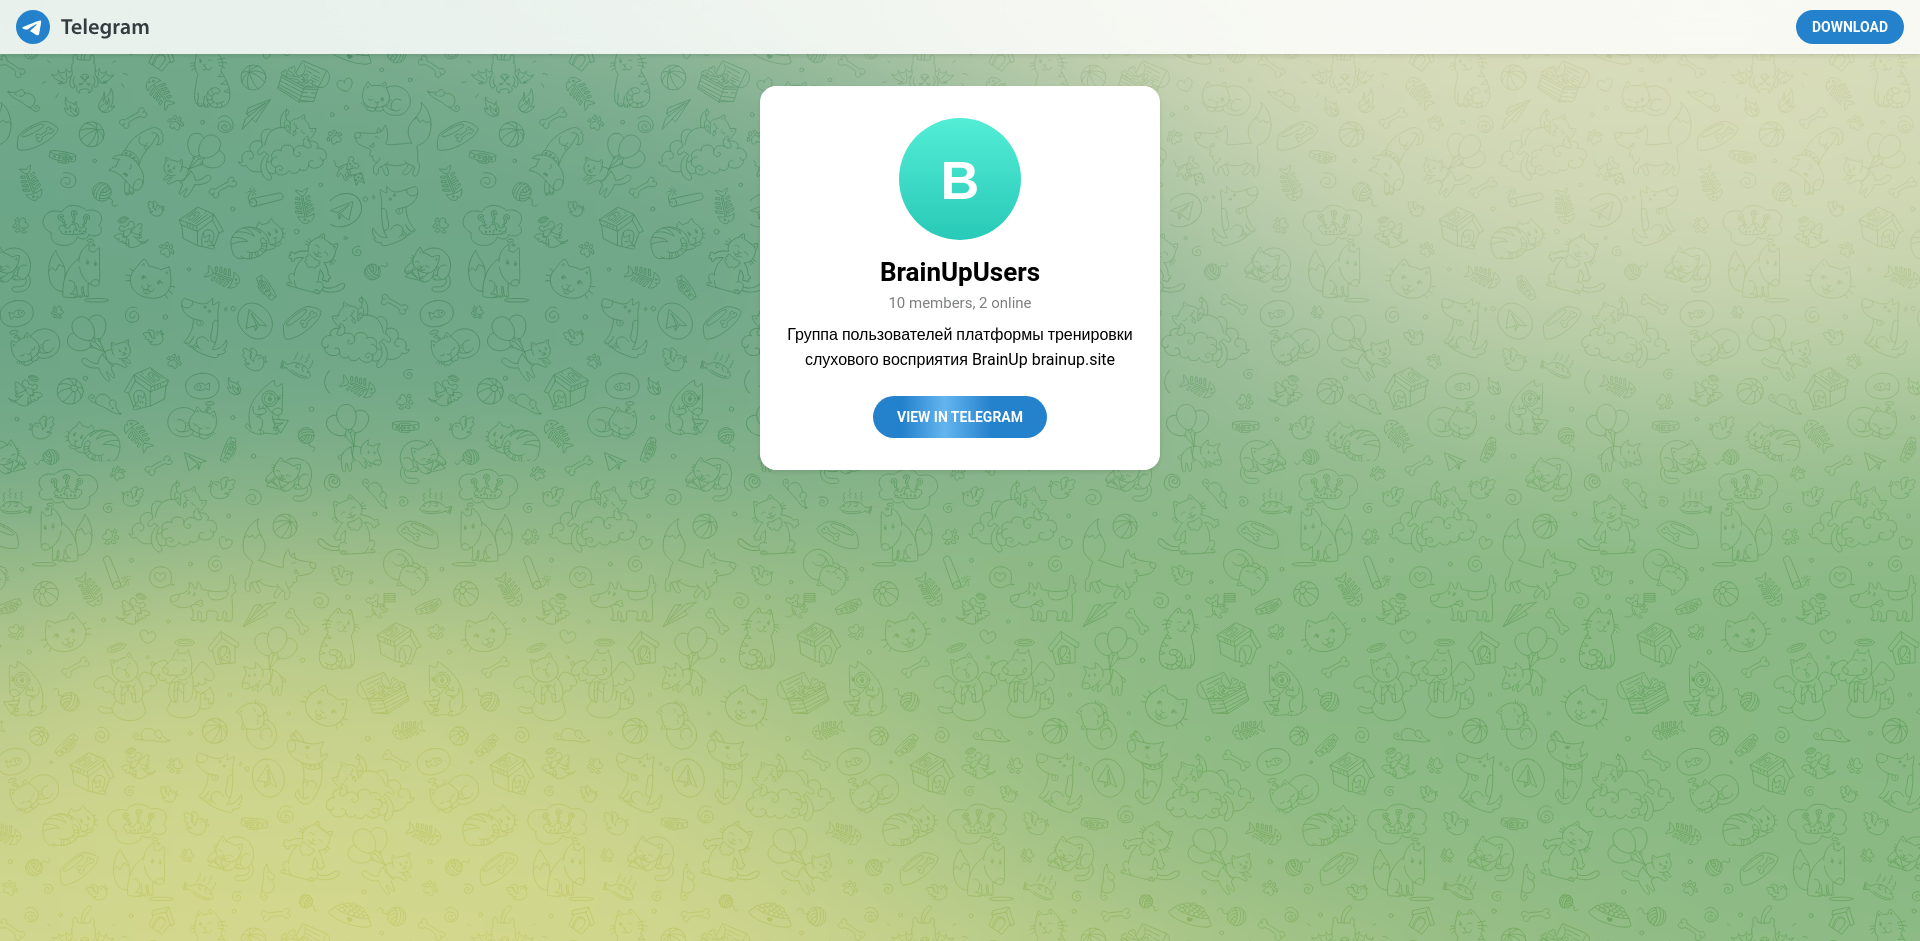 Telegram
DOWNLOAD
B
BrainUpUsers
10 members, 2 online
Группа пользователей платформы тренировки
слухового восприятия BrainUp brainup.site
VIEW IN TELEGRAM